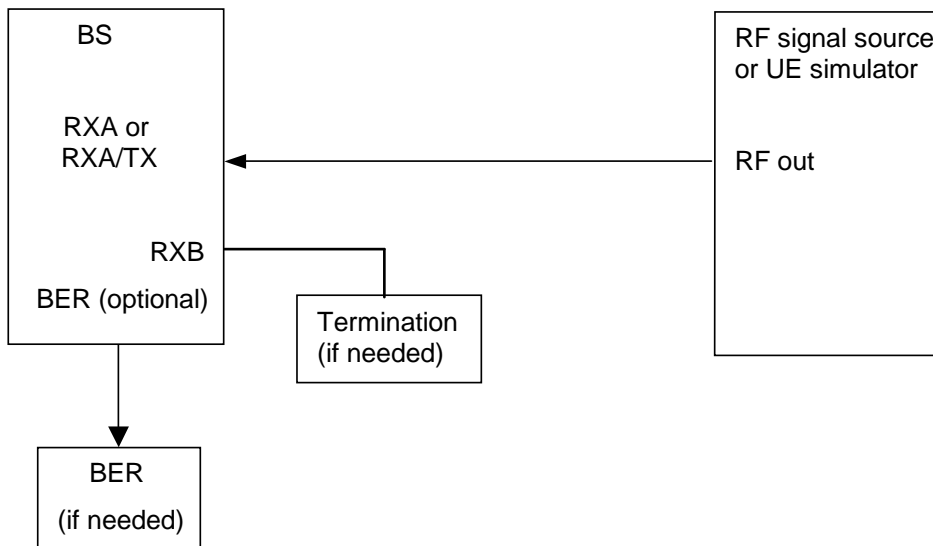 BS
RF signal source
or UE simulator
RXA or
RXA/TX
RF out
RXB
BER (optional)
Termination
(if needed)
BER
(if needed)